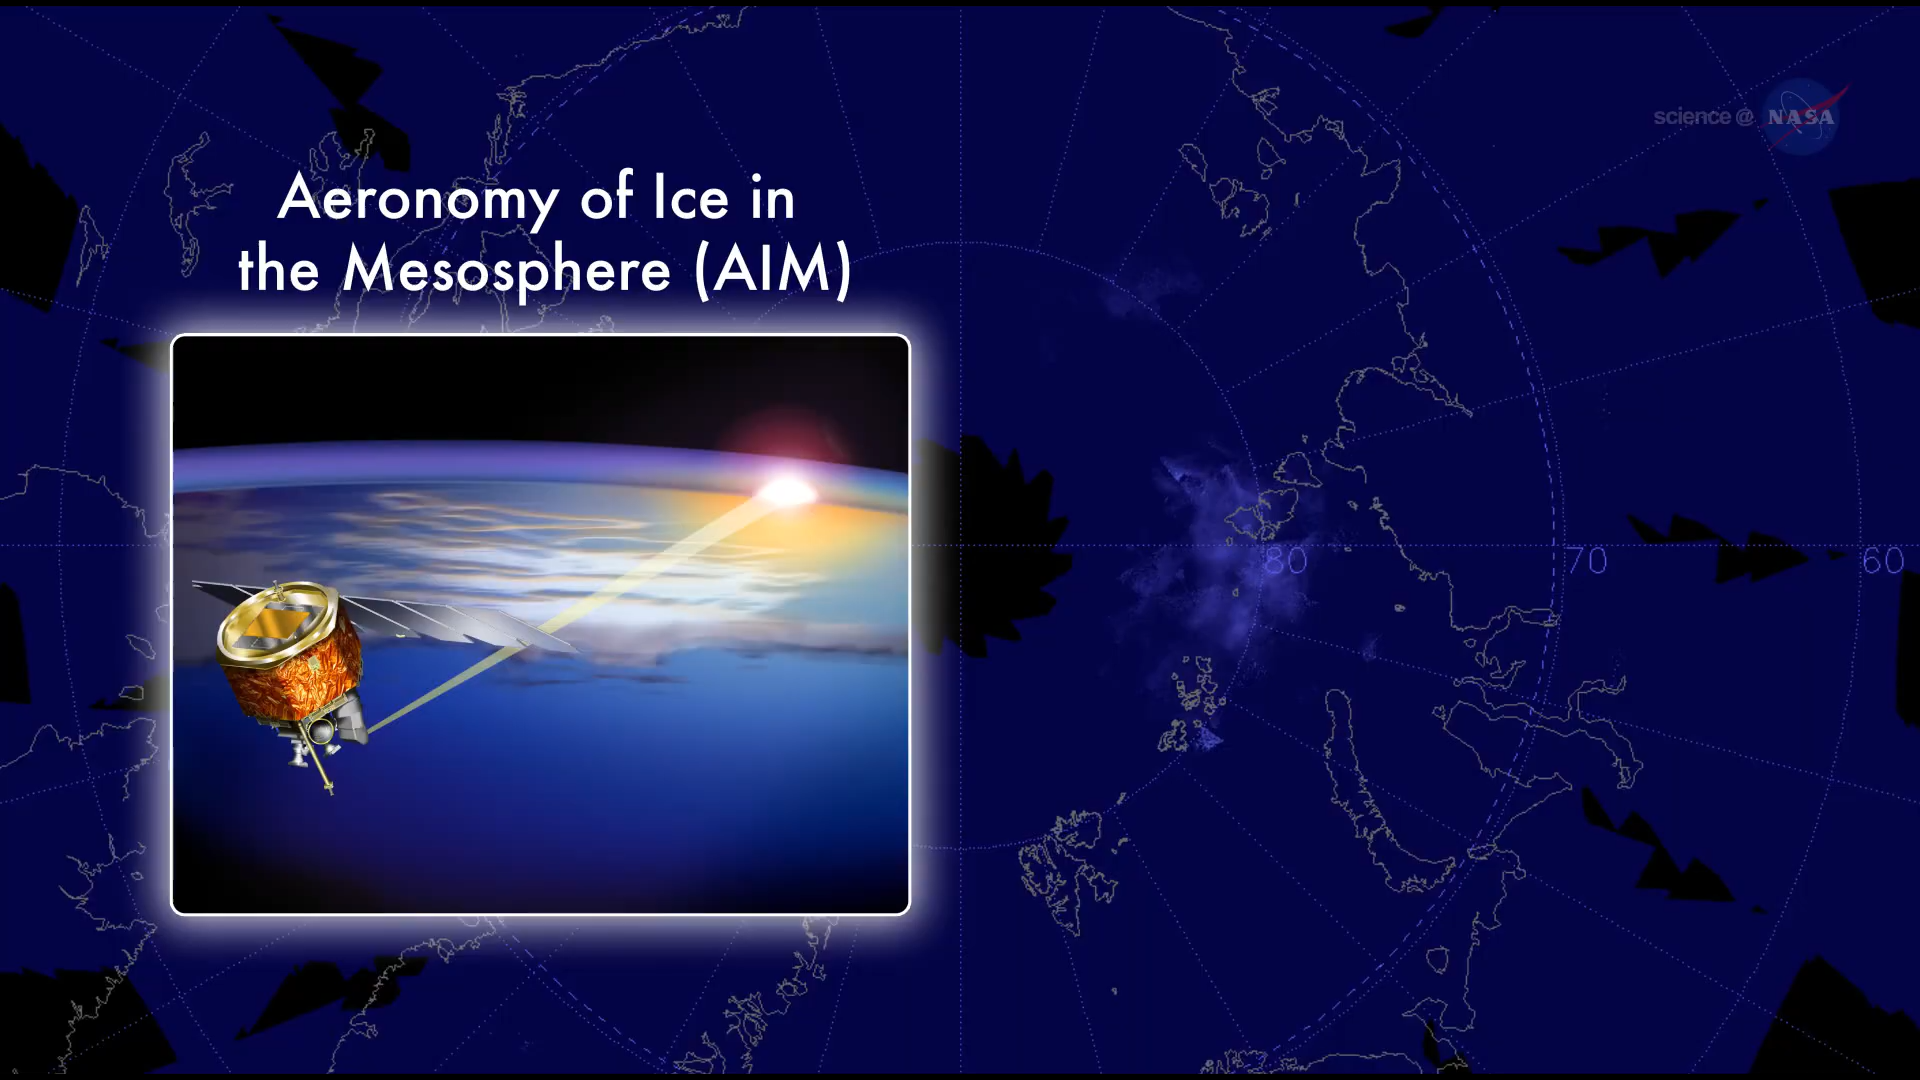 Aeronomy of Ice in
the Mesosphere (AIM)
science @ NASA
80
70
60